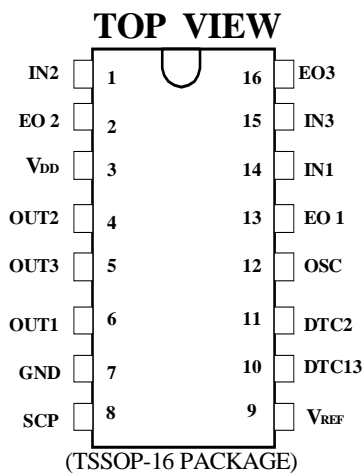 TOP VIEW
IN2 1 16 EO3
EO 2 2 15 IN3
VDD 3 14 IN1
OUT2 4 13 EO 1
OUT3 5 12 OSC
OUT1 6 11 DTC2
GND 7 10 DTC13
SCP 8 9 VREF
(TSSOP-16 PACKAGE)